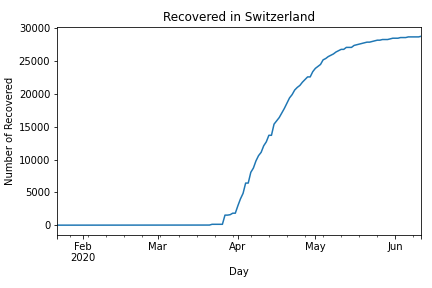 Recovered in Switzerland
Number of Recovered
30000
25000
20000
15000
10000
5000
0
Feb
2020
Mar
Apr
May
Jun
Day